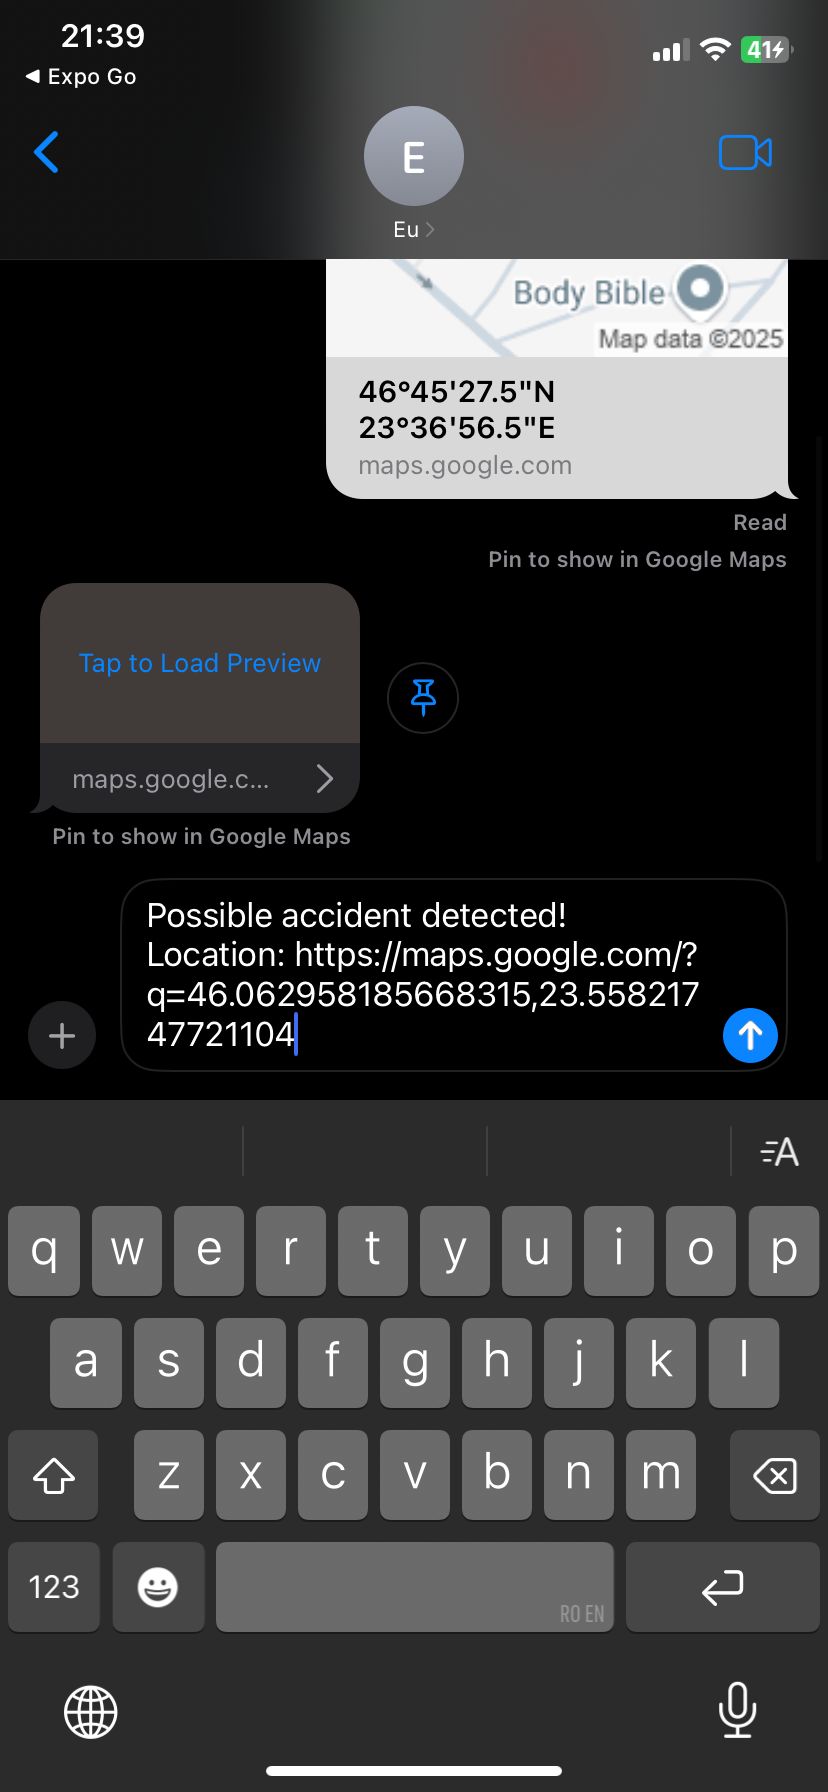 21:39
41
Expo Go
E
Eu
Body Bible
Map data ©2025
46°45'27.5"N
23°36'56.5"E
maps.google.com
Read
Pin to show in Google Maps
Tap to Load Preview
maps.google.c...
Pin to show in Google Maps
Possible accident detected!
Location: https://maps.google.com/?
q=46.062958185668315,23.558217
47721104
A
q w e r t y u i o p
a s d f g h j k l
z x c v b n m
123
RO EN